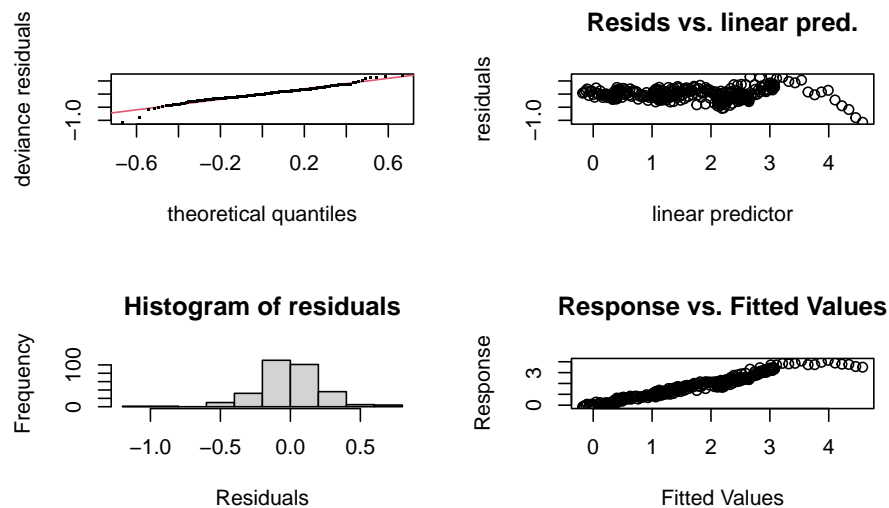 deviance residuals
−1.0
−0.6 −0.2 0.2 0.6
theoretical quantiles
Resids vs. linear pred.
residuals
−1.0
0 1 2 3 4
linear predictor
Histogram of residuals
Frequency
100
0
−1.0 −0.5 0.0 0.5
Residuals
Response vs. Fitted Values
Response
3
0
0 1 2 3 4
Fitted Values